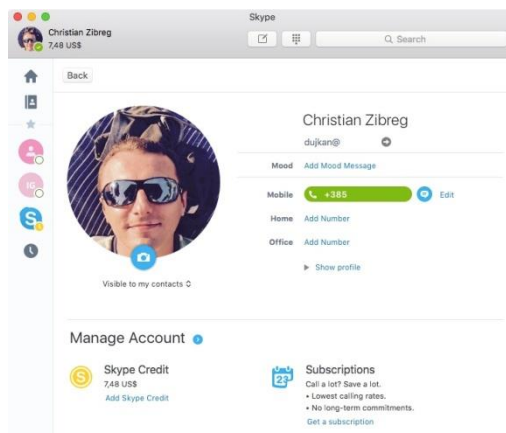 Skype
Christian Zibreg
7,48 US$
Search
Back
Christian Zibreg
dujkan@
Mood Add Mood Message
Mobile +385 Edit
Home Add Number
Office Add Number
Show profile
Visible to my contacts
Manage Account
Skype Credit
7,48 US$
Add Skype Credit
23
Subscriptions
Call a lot? Save a lot.
• Lowest calling rates.
• No long-term commitments.
Get a subscription
IG